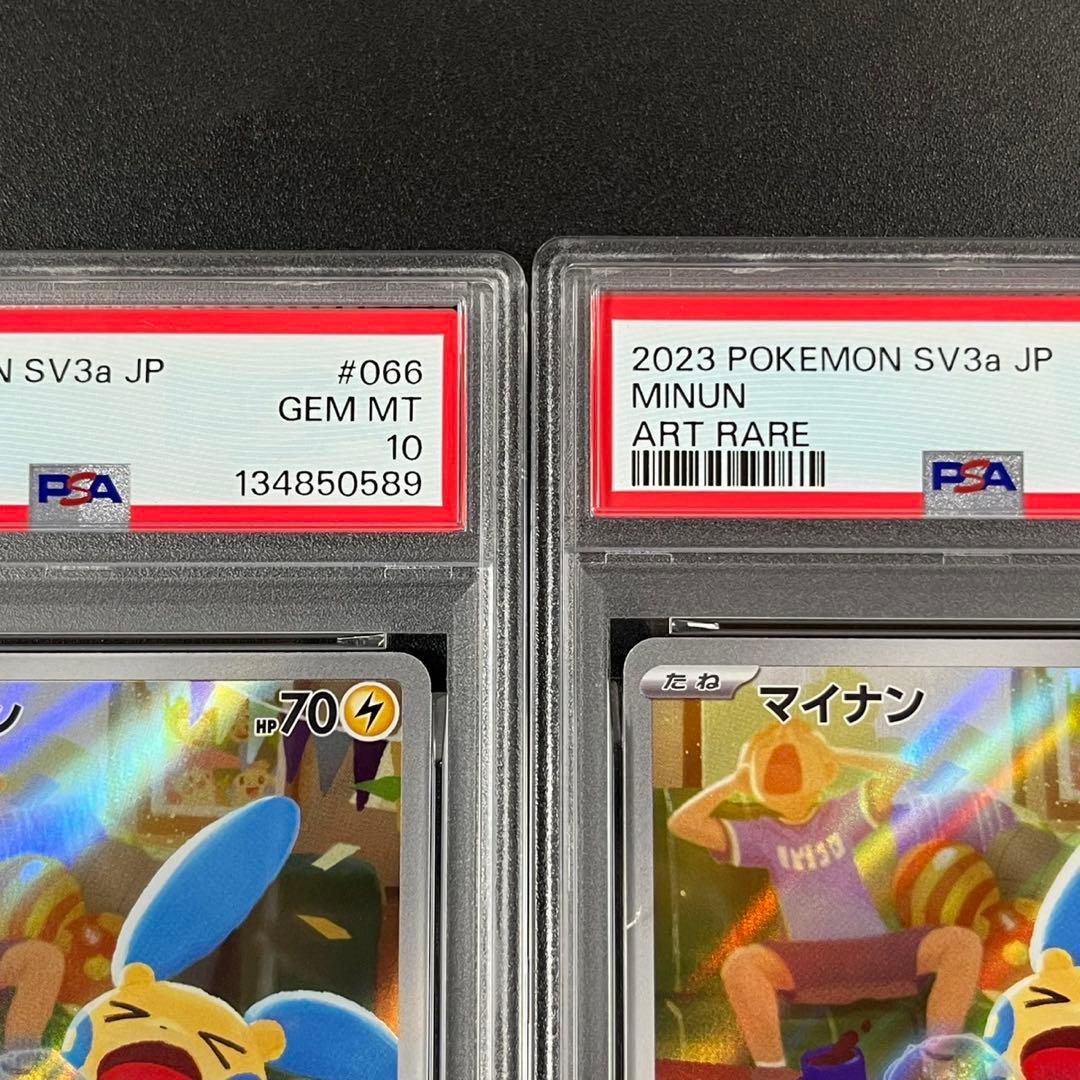 N SV3a JP #066
GEM MT
10
PSA 134850589
2023 POKEMON SV3a JP
MINUN
ART RARE
PSA
ン HP70
たね マイナン